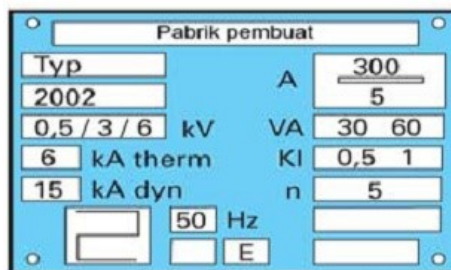 Pabrik pembuat
Typ
2002
A 300
5
0,5 / 3 / 6 kV VA 30 60
6 kA therm Kl 0,5 1
15 kA dyn n 5
50 Hz
E